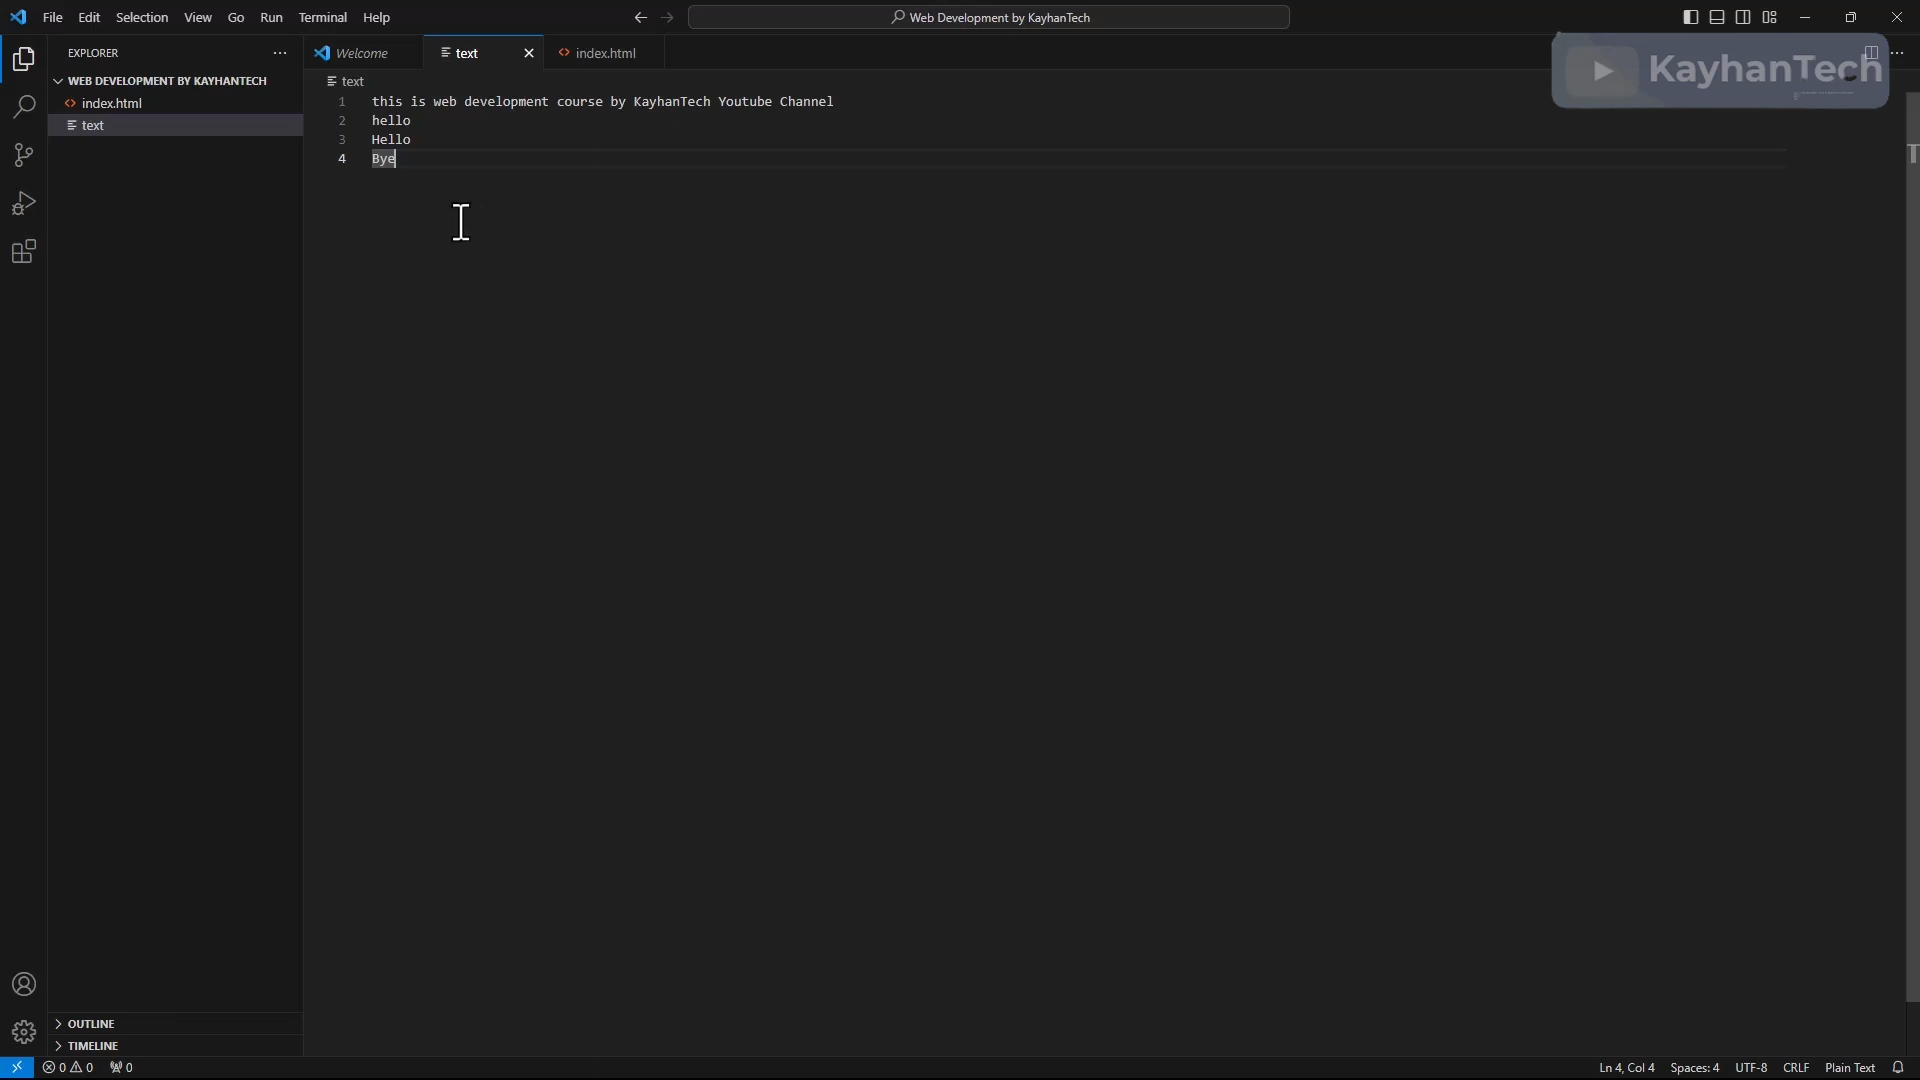 File Edit Selection View Go Run Terminal Help
Web Development by KayhanTech
EXPLORER
WEB DEVELOPMENT BY KAYHANTECH
index.html
text
OUTLINE
TIMELINE
Welcome
text
index.html
KayhanTech
text
1 this is web development course by KayhanTech Youtube Channel
2 hello
3 Hello
4 Bye
0 0 0
Ln 4, Col 4 Spaces: 4 UTF-8 CRLF Plain Text